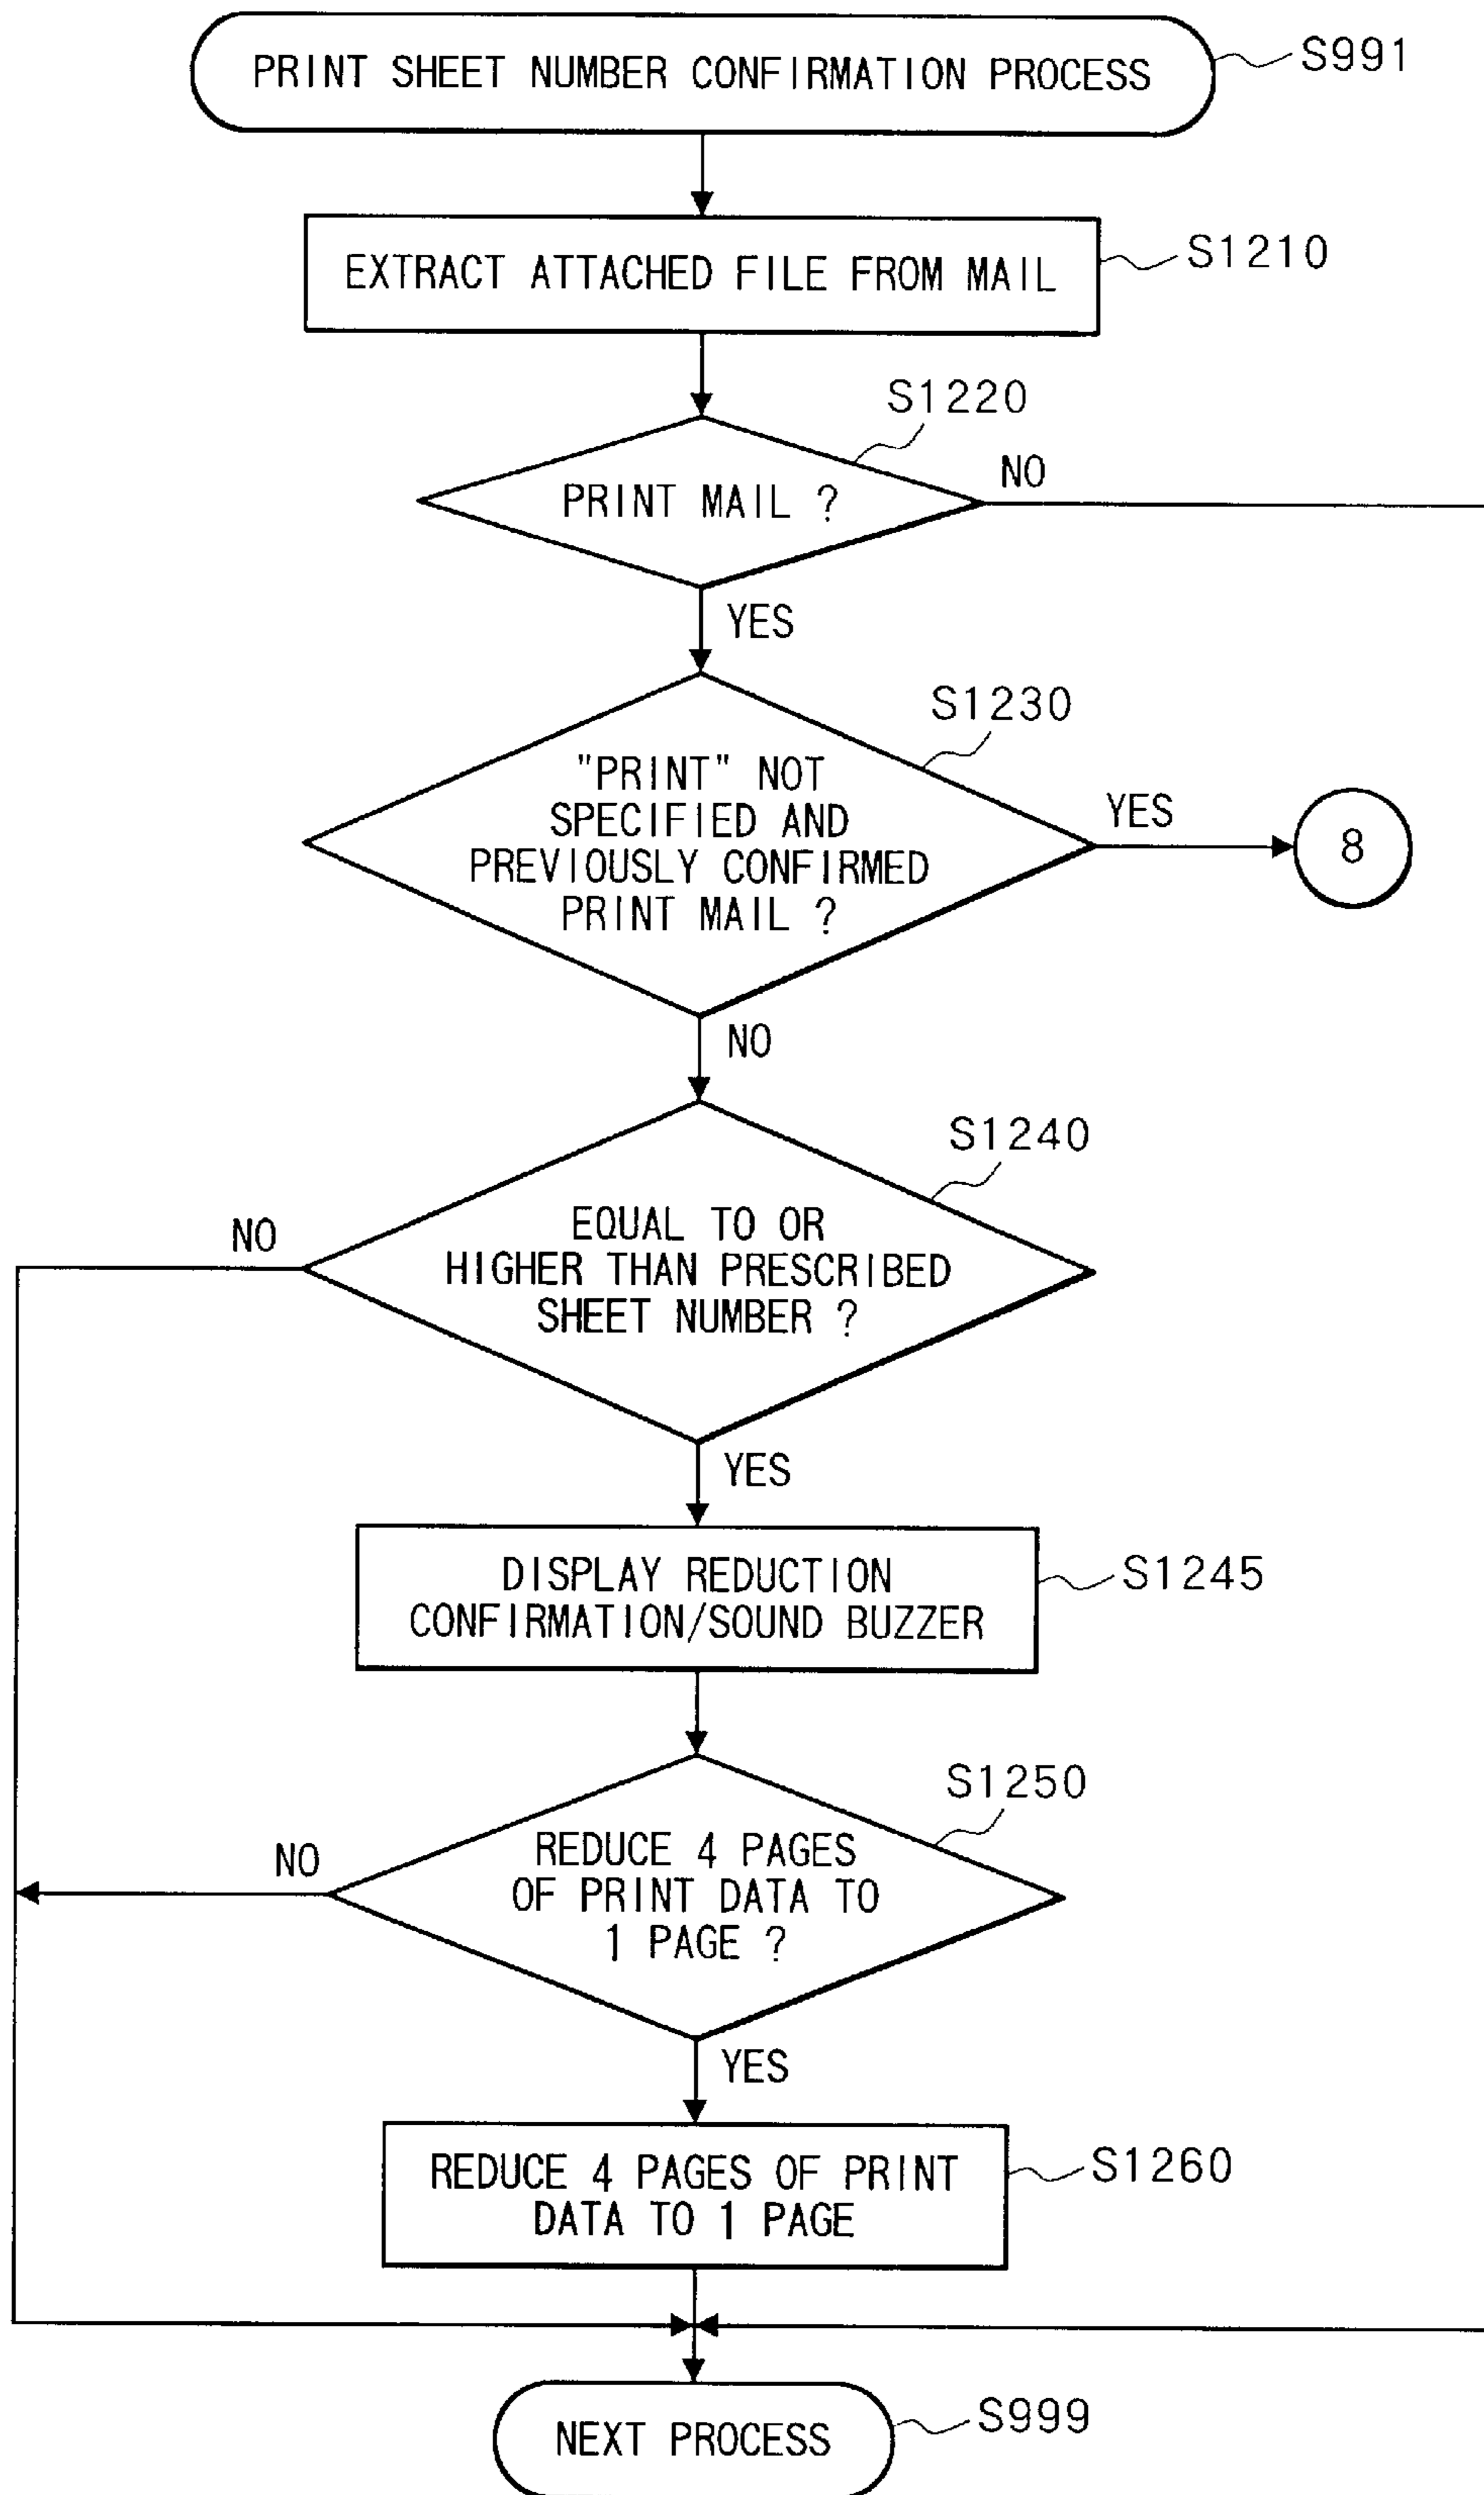 PRINT SHEET NUMBER CONFIRMATION PROCESS
S991
EXTRACT ATTACHED FILE FROM MAIL
S1210
S1220
PRINT MAIL ?
NO
YES
S1230
"PRINT" NOT
SPECIFIED AND
PREVIOUSLY CONFIRMED
PRINT MAIL ?
YES
8
NO
S1240
EQUAL TO OR
HIGHER THAN PRESCRIBED
SHEET NUMBER ?
NO
YES
DISPLAY REDUCTION
CONFIRMATION/SOUND BUZZER
S1245
S1250
REDUCE 4 PAGES
OF PRINT DATA TO
1 PAGE ?
NO
YES
REDUCE 4 PAGES OF PRINT
DATA TO 1 PAGE
S1260
NEXT PROCESS
S999